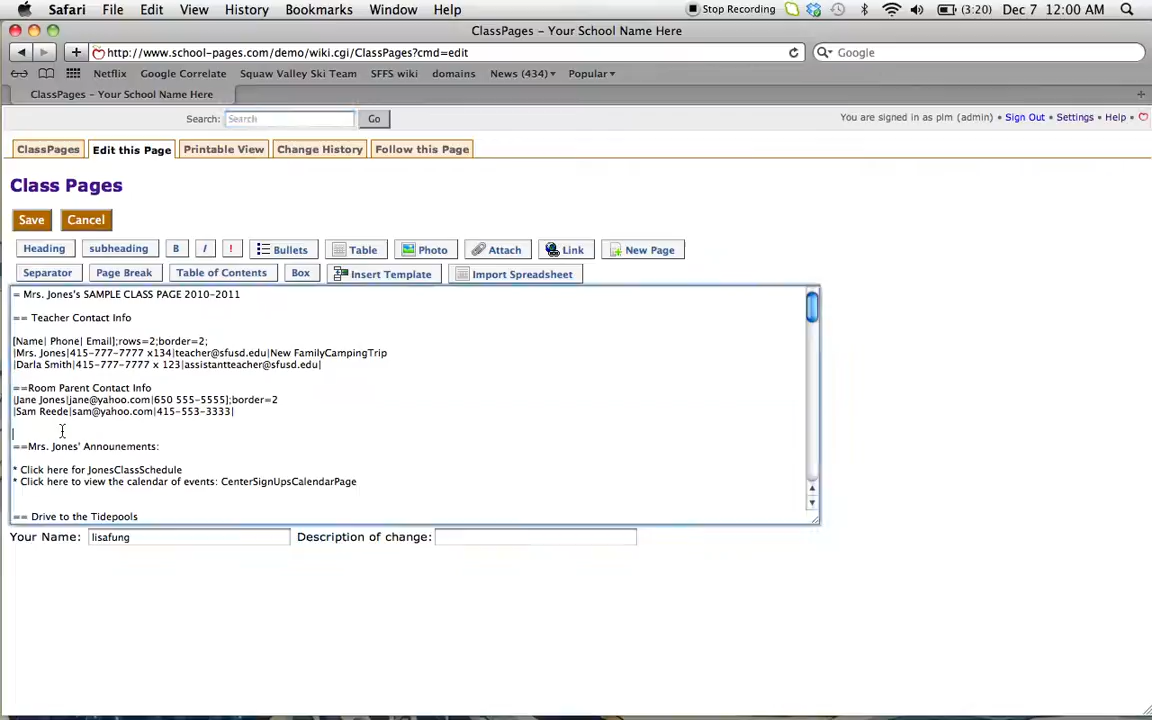 Safari File Edit View History Bookmarks Window Help Stop Recording (3:20) Dec 7 12:00 AM
ClassPages – Your School Name Here
http://www.school-pages.com/demo/wiki.cgi/ClassPages?cmd=edit Google
Netflix Google Correlate Squaw Valley Ski Team SFFS wiki domains News (434) Popular
ClassPages – Your School Name Here
Search: Search Go You are signed in as plm (admin) • Sign Out • Settings • Help •
ClassPages Edit this Page Printable View Change History Follow this Page
Class Pages
Save Cancel
Heading subheading B I ! Bullets Table Photo Attach Link New Page
Separator Page Break Table of Contents Box Insert Template Import Spreadsheet
= Mrs. Jones's SAMPLE CLASS PAGE 2010-2011
== Teacher Contact Info
[Name| Phone| Email];rows=2;border=2;
|Mrs. Jones|415-777-7777 x134|teacher@sfusd.edu|New FamilyCampingTrip
|Darla Smith|415-777-7777 x 123|assistantteacher@sfusd.edu|
==Room Parent Contact Info
|Jane Jones|jane@yahoo.com|650 555-5555];border=2
|Sam Reede|sam@yahoo.com|415-553-3333|
==Mrs. Jones' Announements:
* Click here for JonesClassSchedule
* Click here to view the calendar of events: CenterSignUpsCalendarPage
== Drive to the Tidepools
Your Name: lisafung Description of change: